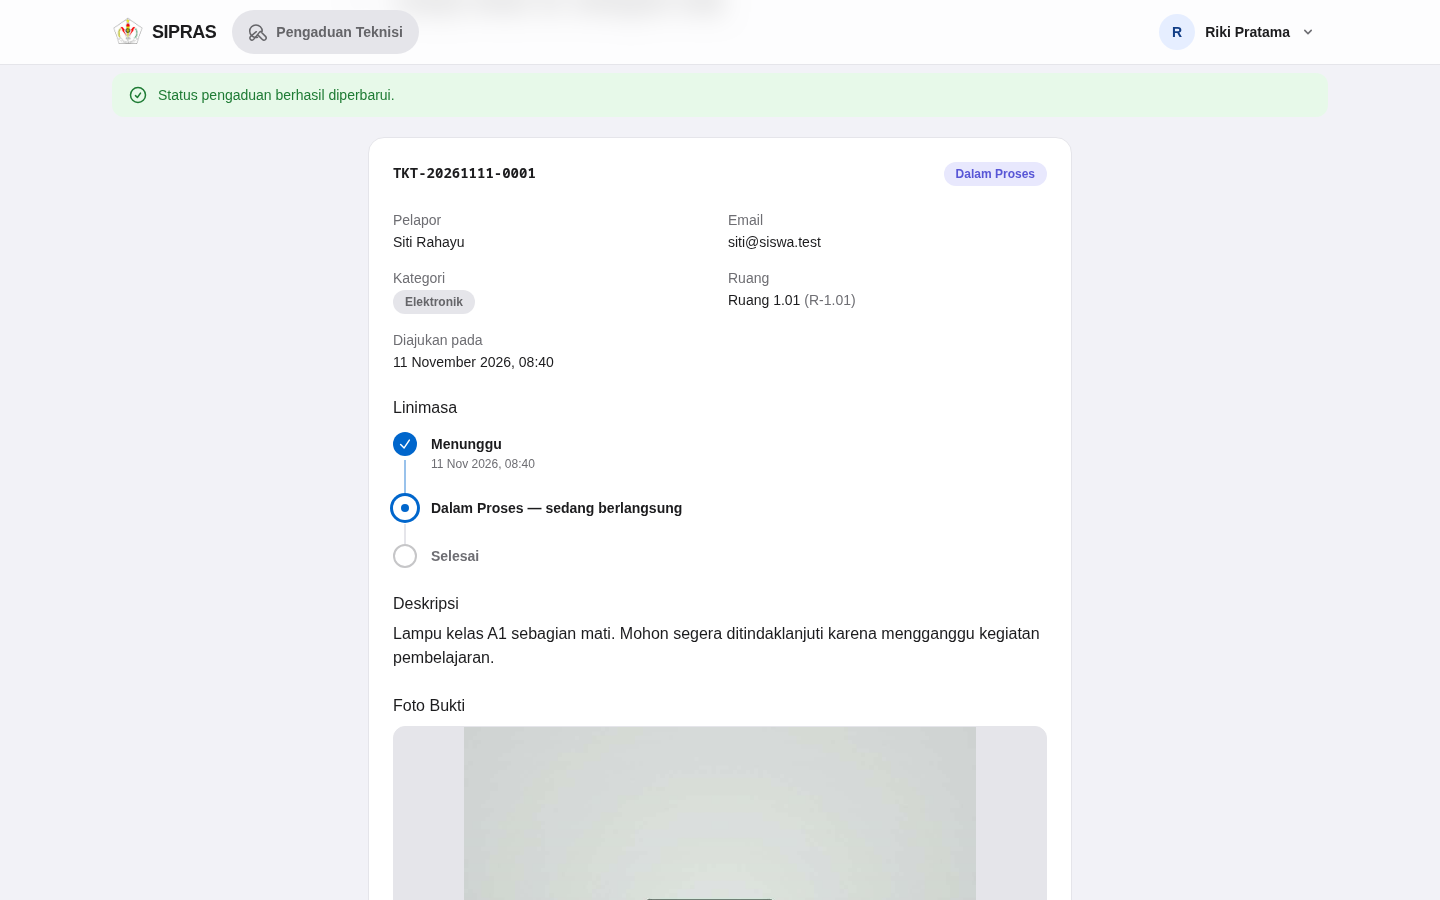 SIPRAS
Pengaduan Teknisi
R
Riki Pratama
Status pengaduan berhasil diperbarui.
TKT-20261111-0001
Dalam Proses
Pelapor
Siti Rahayu
Email
siti@siswa.test
Kategori
Elektronik
Ruang
Ruang 1.01 (R-1.01)
Diajukan pada
11 November 2026, 08:40
Linimasa
Menunggu
11 Nov 2026, 08:40
Dalam Proses — sedang berlangsung
Selesai
Deskripsi
Lampu kelas A1 sebagian mati. Mohon segera ditindaklanjuti karena mengganggu kegiatan
pembelajaran.
Foto Bukti